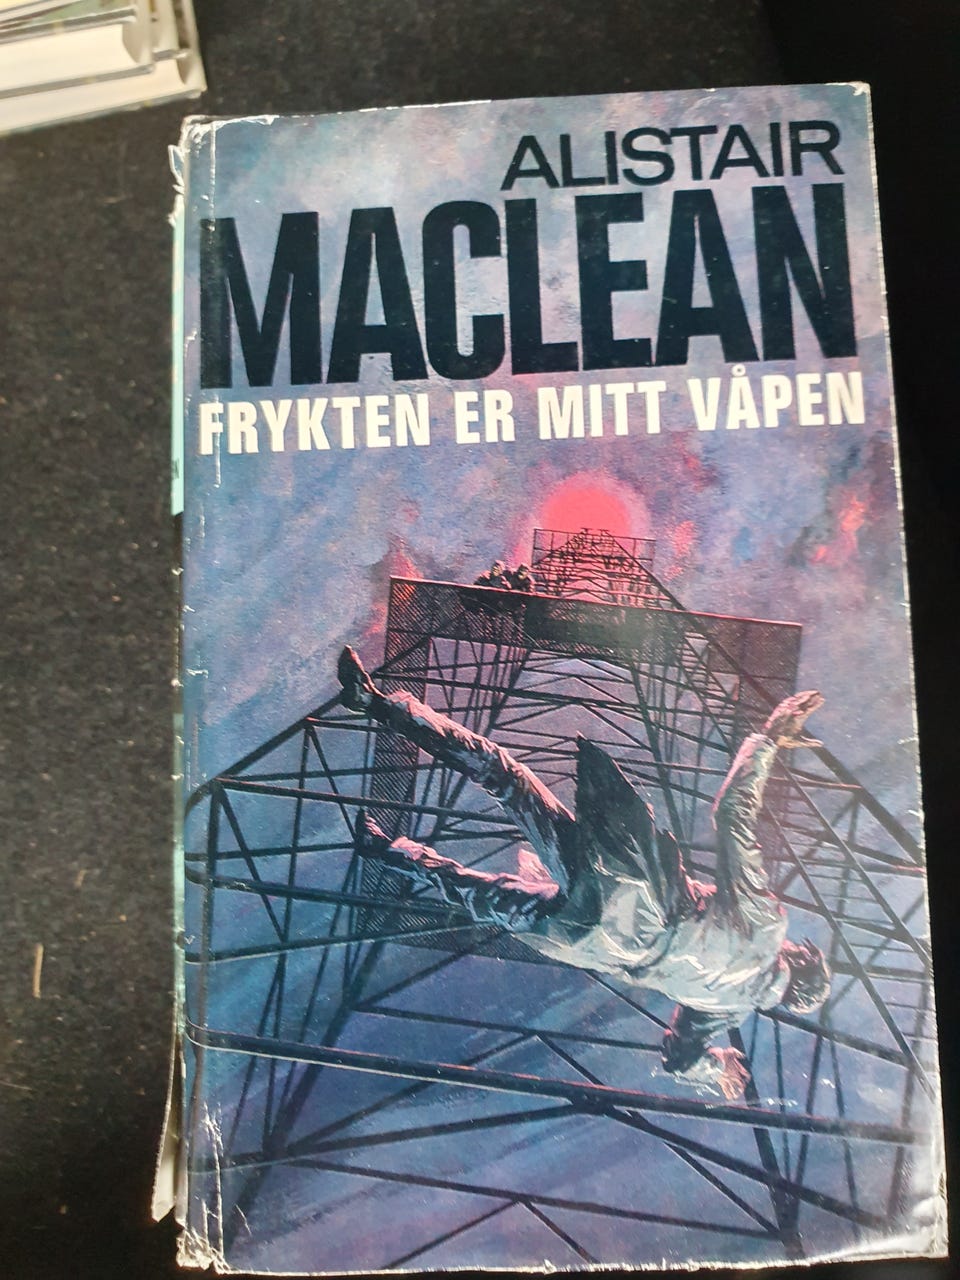 ALISTAIR
MACLEAN
FRYKTEN ER MITT VÅPEN